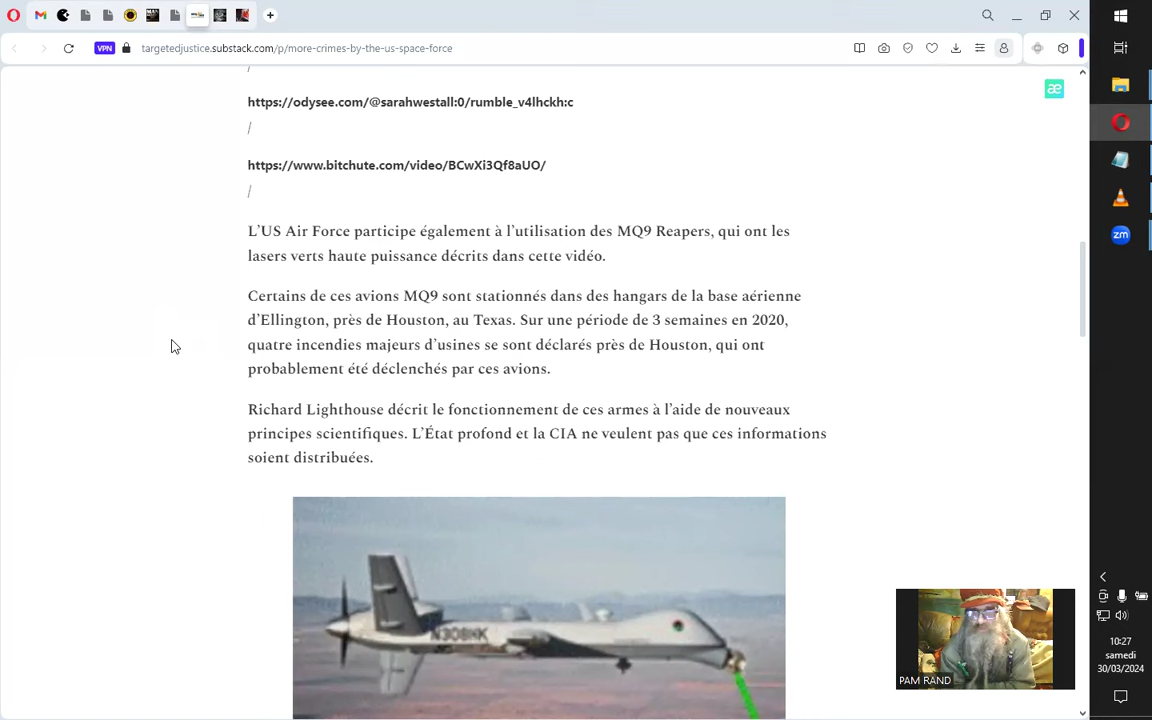 VPN
targetedjustice.substack.com/p/more-crimes-by-the-us-space-force
/
æ
https://odysee.com/@sarahwestall:0/rumble_v4lhckh:c
/
https://www.bitchute.com/video/BCwXi3Qf8aUO/
/
L’US Air Force participe également à l’utilisation des MQ9 Reapers, qui ont les
lasers verts haute puissance décrits dans cette vidéo.
Certains de ces avions MQ9 sont stationnés dans des hangars de la base aérienne
d’Ellington, près de Houston, au Texas. Sur une période de 3 semaines en 2020,
quatre incendies majeurs d’usines se sont déclarés près de Houston, qui ont
probablement été déclenchés par ces avions.
Richard Lighthouse décrit le fonctionnement de ces armes à l’aide de nouveaux
principes scientifiques. L’État profond et la CIA ne veulent pas que ces informations
soient distribuées.
N308HK
PAM RAND
zm
10:27
samedi
30/03/2024